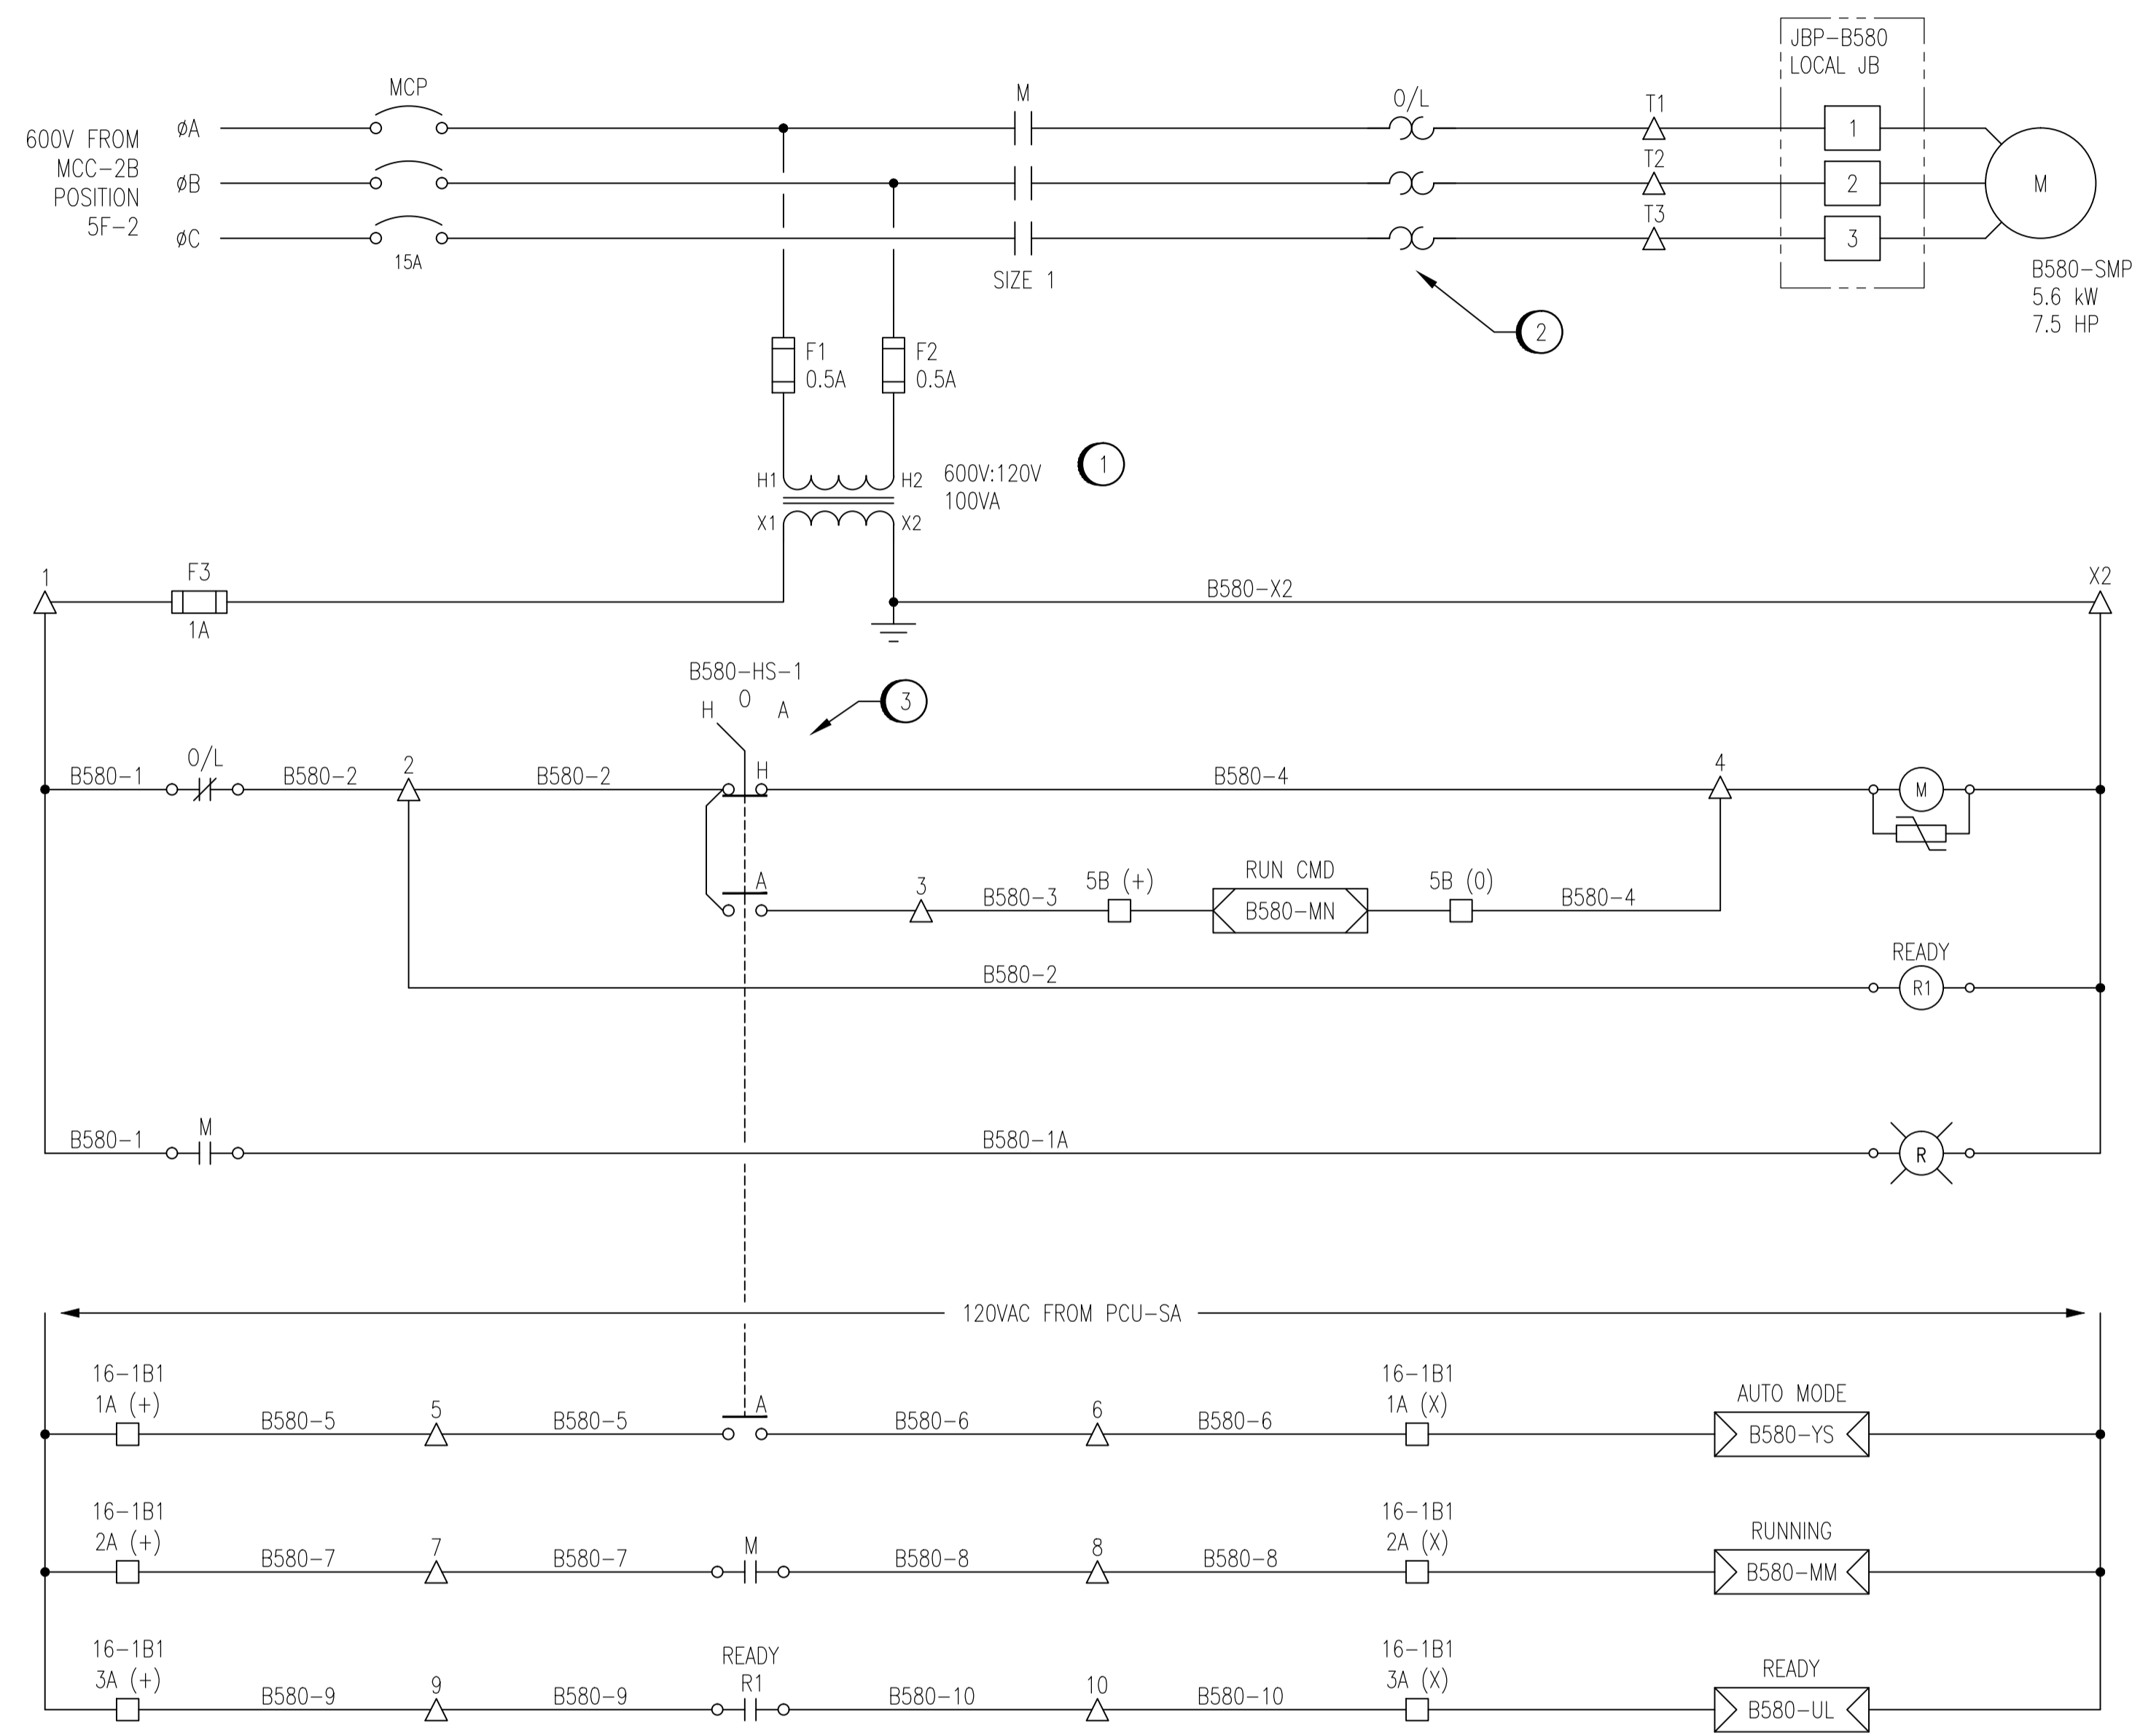 JBP-B580
LOCAL JB
MCP
M
O/L
T1
1
600V FROM
MCC-2B
POSITION
5F-2
øA
øB
øC
T2
2
M
T3
3
15A
SIZE 1
B580-SMP
5.6 kW
7.5 HP
2
F1
0.5A
F2
0.5A
H1
H2
600V:120V
100VA
1
X1
X2
1
F3
1A
B580-X2
X2
B580-HS-1
H
O
A
3
B580-1
O/L
B580-2
2
B580-2
H
B580-4
4
M
A
3
B580-3
5B (+)
RUN CMD
B580-MN
5B (0)
B580-4
B580-2
READY
R1
B580-1
M
B580-1A
R
120VAC FROM PCU-SA
16-1B1
1A (+)
B580-5
5
B580-5
A
B580-6
6
B580-6
16-1B1
1A (X)
AUTO MODE
B580-YS
16-1B1
2A (+)
B580-7
7
B580-7
M
B580-8
8
B580-8
16-1B1
2A (X)
RUNNING
B580-MM
16-1B1
3A (+)
B580-9
9
B580-9
READY
R1
B580-10
10
B580-10
16-1B1
3A (X)
READY
B580-UL